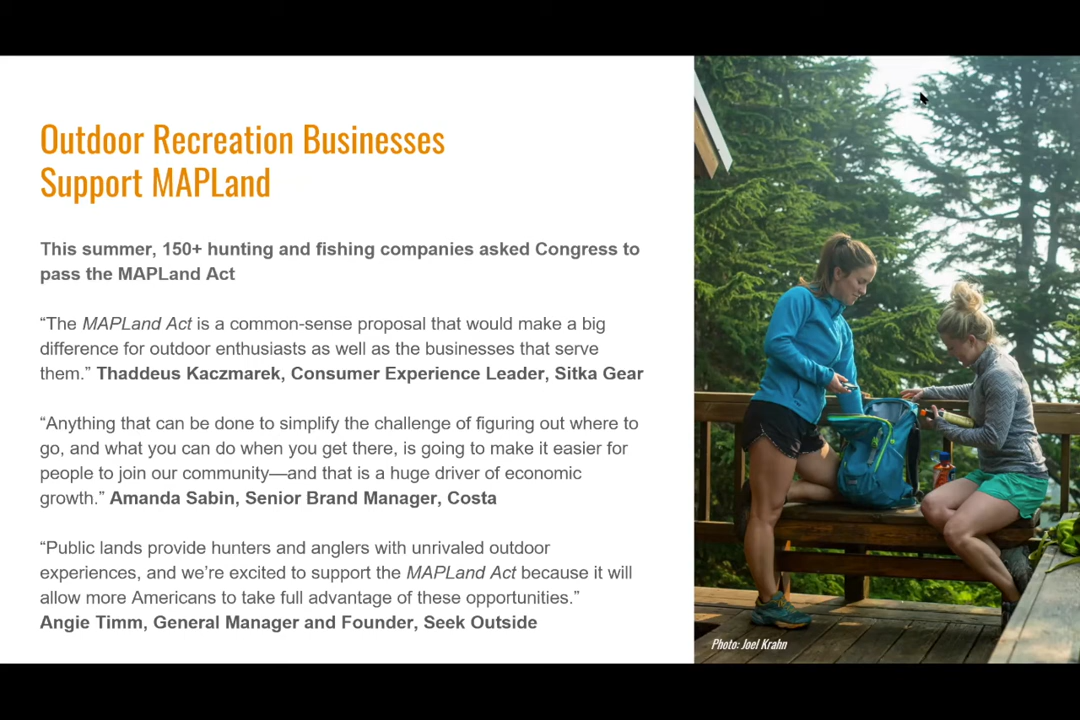 Outdoor Recreation Businesses
Support MAPLand
This summer, 150+ hunting and fishing companies asked Congress to
pass the MAPLand Act
“The MAPLand Act is a common-sense proposal that would make a big
difference for outdoor enthusiasts as well as the businesses that serve
them.” Thaddeus Kaczmarek, Consumer Experience Leader, Sitka Gear
“Anything that can be done to simplify the challenge of figuring out where to
go, and what you can do when you get there, is going to make it easier for
people to join our community—and that is a huge driver of economic
growth.” Amanda Sabin, Senior Brand Manager, Costa
“Public lands provide hunters and anglers with unrivaled outdoor
experiences, and we’re excited to support the MAPLand Act because it will
allow more Americans to take full advantage of these opportunities.”
Angie Timm, General Manager and Founder, Seek Outside
Photo: Joel Krahn